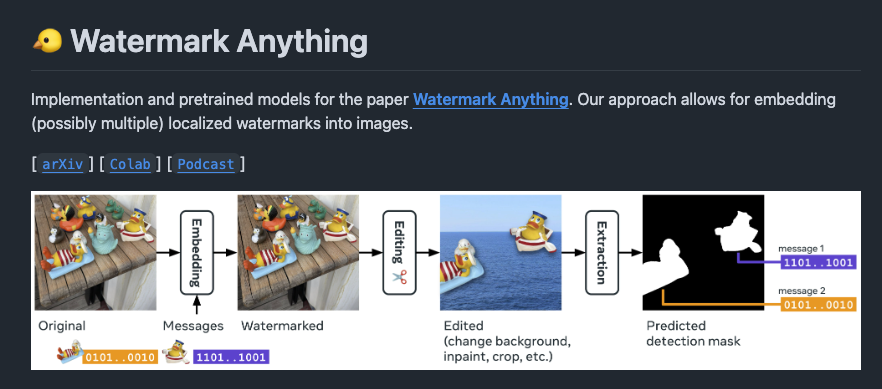 Watermark Anything
Implementation and pretrained models for the paper Watermark Anything. Our approach allows for embedding
(possibly multiple) localized watermarks into images.
[ arXiv ] [ Colab ] [ Podcast ]
Embedding
Editing
Extraction
message 1
1101..1001
message 2
0101..0010
Original
Messages
Watermarked
Edited
(change background,
inpaint, crop, etc.)
Predicted
detection mask
0101..0010
1101..1001